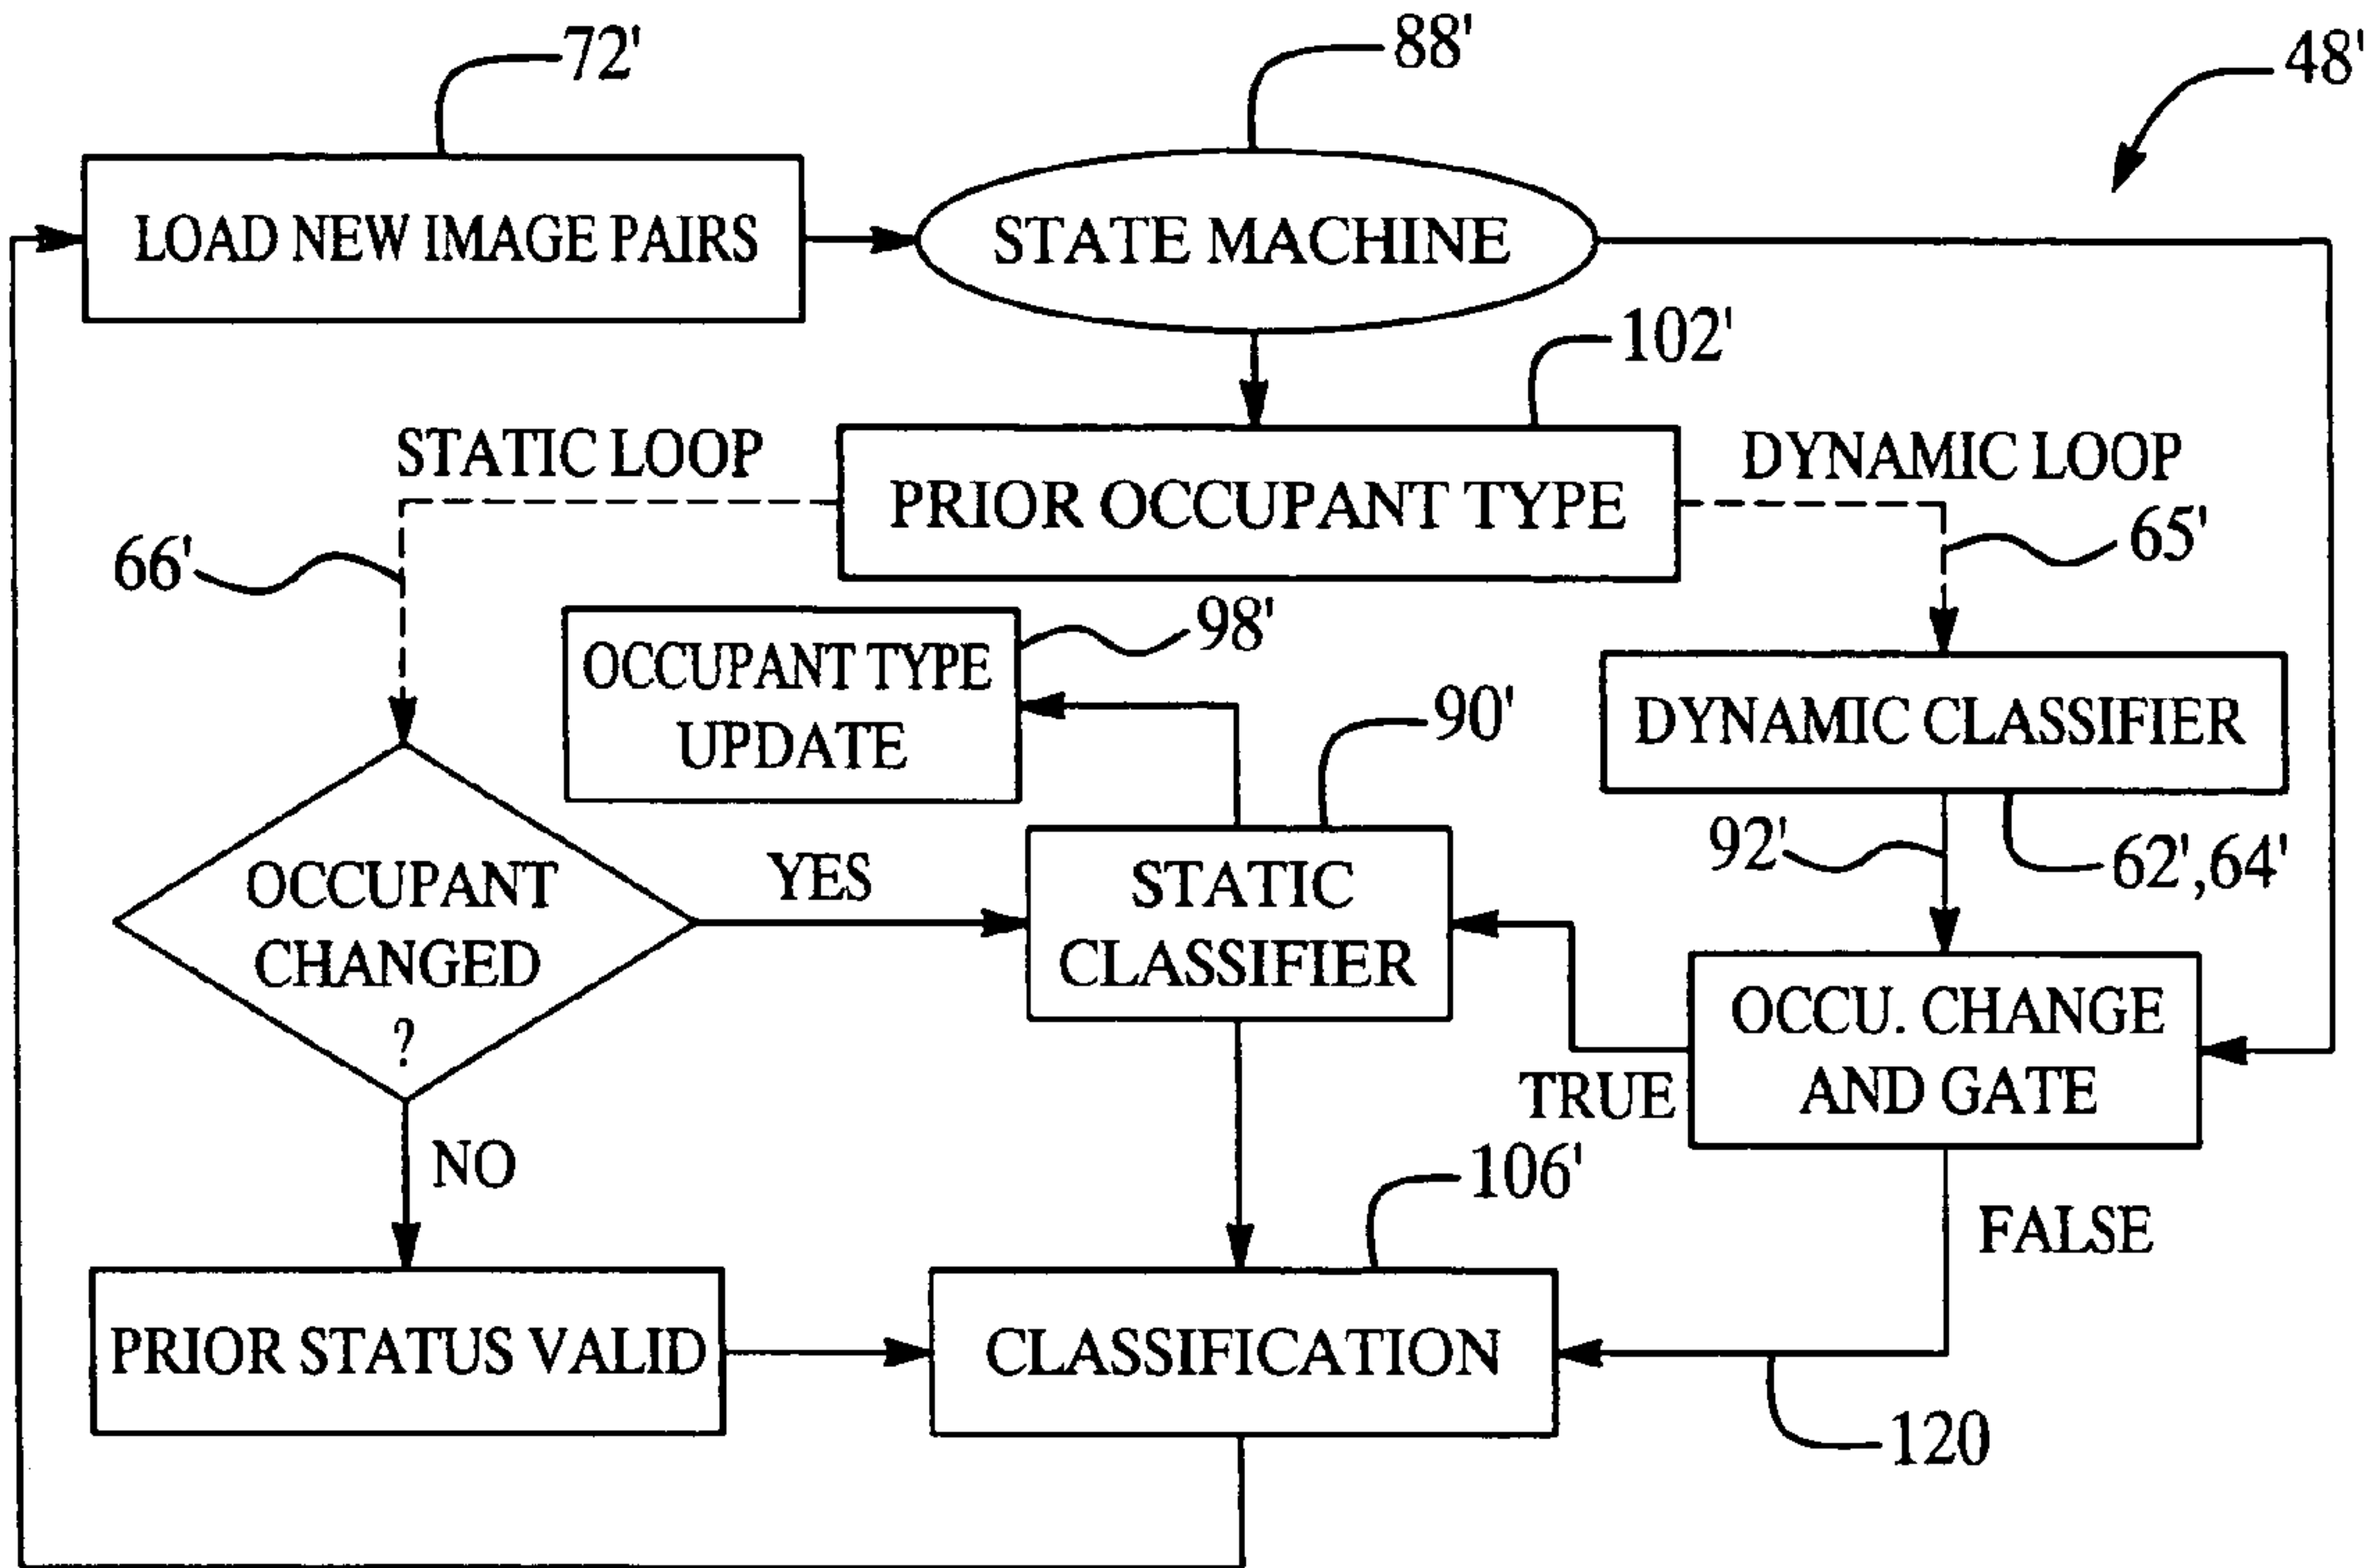 72'
88'
48'
LOAD NEW IMAGE PAIRS
STATE MACHINE
102'
STATIC LOOP
DYNAMIC LOOP
PRIOR OCCUPANT TYPE
66'
65'
98'
OCCUPANT TYPE
UPDATE
90'
DYNAMIC CLASSIFIER
92'
62', 64'
OCCUPANT
CHANGED
?
YES
STATIC
CLASSIFIER
OCCU. CHANGE
AND GATE
TRUE
NO
106'
FALSE
PRIOR STATUS VALID
CLASSIFICATION
120